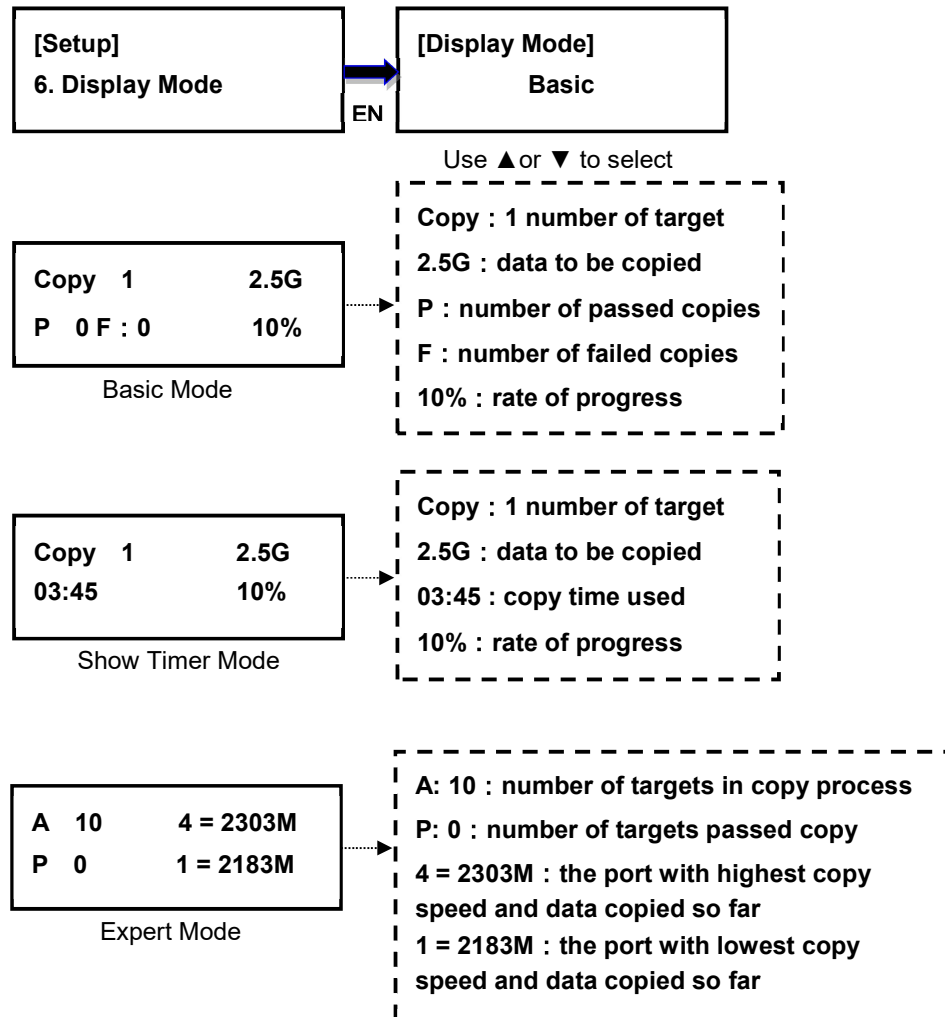 [Setup]
6. Display Mode
EN
[Display Mode]
Basic
Use ▲or ▼ to select
Copy 1 2.5G
P 0 F : 0 10%
Basic Mode
Copy : 1 number of target
2.5G : data to be copied
P : number of passed copies
F : number of failed copies
10% : rate of progress
Copy 1 2.5G
03:45 10%
Show Timer Mode
Copy : 1 number of target
2.5G : data to be copied
03:45 : copy time used
10% : rate of progress
A 10 4 = 2303M
P 0 1 = 2183M
Expert Mode
A: 10 : number of targets in copy process
P: 0 : number of targets passed copy
4 = 2303M : the port with highest copy
speed and data copied so far
1 = 2183M : the port with lowest copy
speed and data copied so far